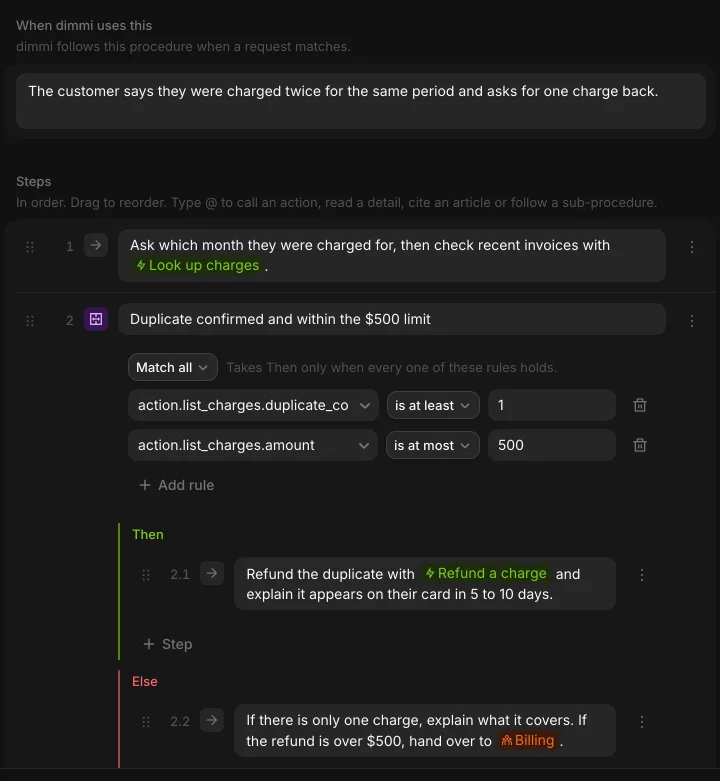 When dimmi uses this
dimmi follows this procedure when a request matches.
The customer says they were charged twice for the same period and asks for one charge back.
Steps
In order. Drag to reorder. Type @ to call an action, read a detail, cite an article or follow a sub-procedure.
1
Ask which month they were charged for, then check recent invoices with
Look up charges .
2
Duplicate confirmed and within the $500 limit
Match all Takes Then only when every one of these rules holds.
action.list_charges.duplicate_co is at least 1
action.list_charges.amount is at most 500
+ Add rule
Then
2.1
Refund the duplicate with Refund a charge and
explain it appears on their card in 5 to 10 days.
+ Step
Else
2.2
If there is only one charge, explain what it covers. If
the refund is over $500, hand over to Billing .